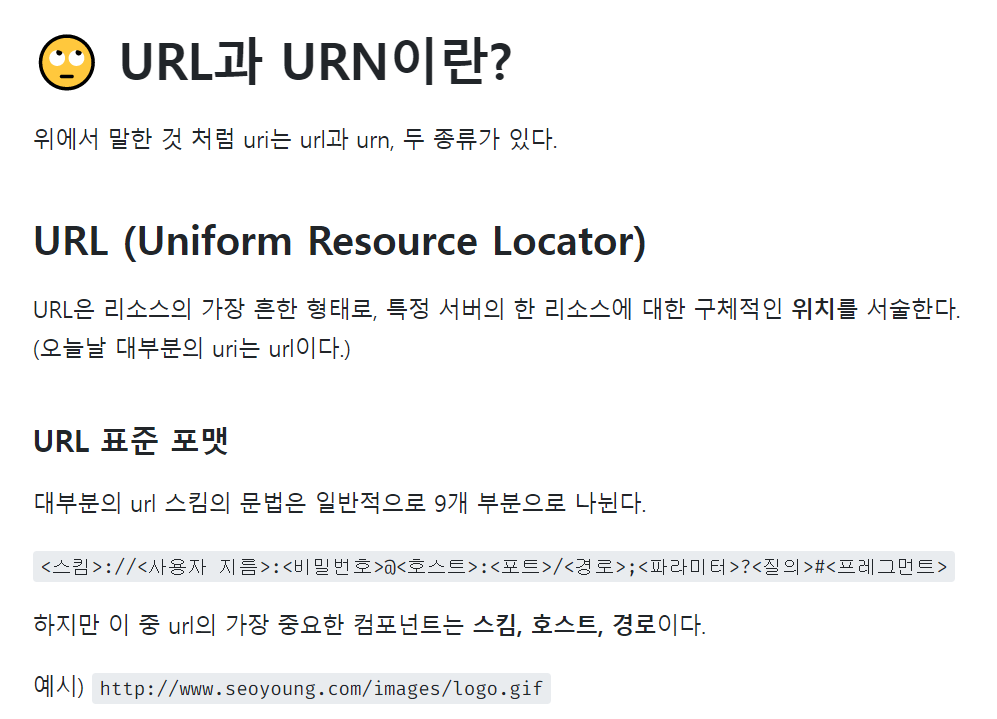 🙄 URL과 URN이란?
위에서 말한 것 처럼 uri는 url과 urn, 두 종류가 있다.
URL (Uniform Resource Locator)
URL은 리소스의 가장 흔한 형태로, 특정 서버의 한 리소스에 대한 구체적인 위치를 서술한다.
(오늘날 대부분의 uri는 url이다.)
URL 표준 포맷
대부분의 url 스킴의 문법은 일반적으로 9개 부분으로 나뉜다.
<스킴>://<사용자 지름>:<비밀번호>@<호스트>:<포트>/<경로>;<파라미터>?<질의>#<프레그먼트>
하지만 이 중 url의 가장 중요한 컴포넌트는 스킴, 호스트, 경로이다.
예시) http://www.seoyoung.com/images/logo.gif